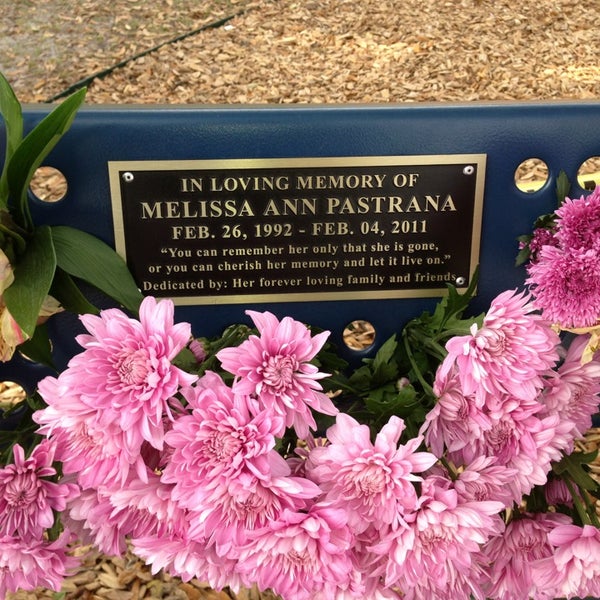 IN LOVING MEMORY OF
MELISSA ANN PASTRANA
FEB. 26, 1992 - FEB. 04, 2011
“You can remember her only that she is gone,
or you can cherish her memory and let it live on.”
Dedicated by: Her forever loving family and friends